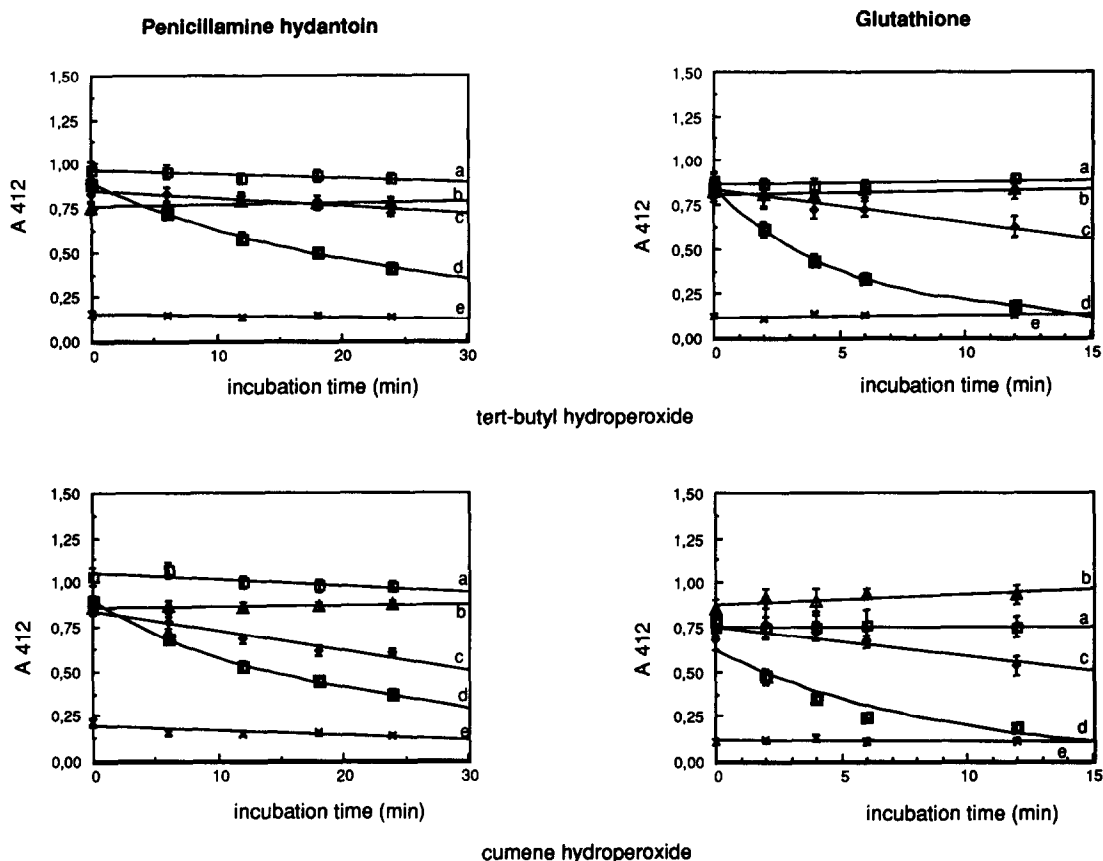 Penicillamine hydantoin
Glutathione
1,50
1,25
1,00
0,75
0,50
0,25
0,00
A 412
a
b
c
d
e
0
10
20
30
incubation time (min)
1,50
1,25
1,00
0,75
0,50
0,25
0,00
A 412
a
b
c
d
e
0
5
10
15
incubation time (min)
tert-butyl hydroperoxide
1,50
1,25
1,00
0,75
0,50
0,25
0,00
A 412
a
b
c
d
e
0
10
20
30
incubation time (min)
1,50
1,25
1,00
0,75
0,50
0,25
0,00
A 412
b
a
c
d
e
0
5
10
15
incubation time (min)
cumene hydroperoxide